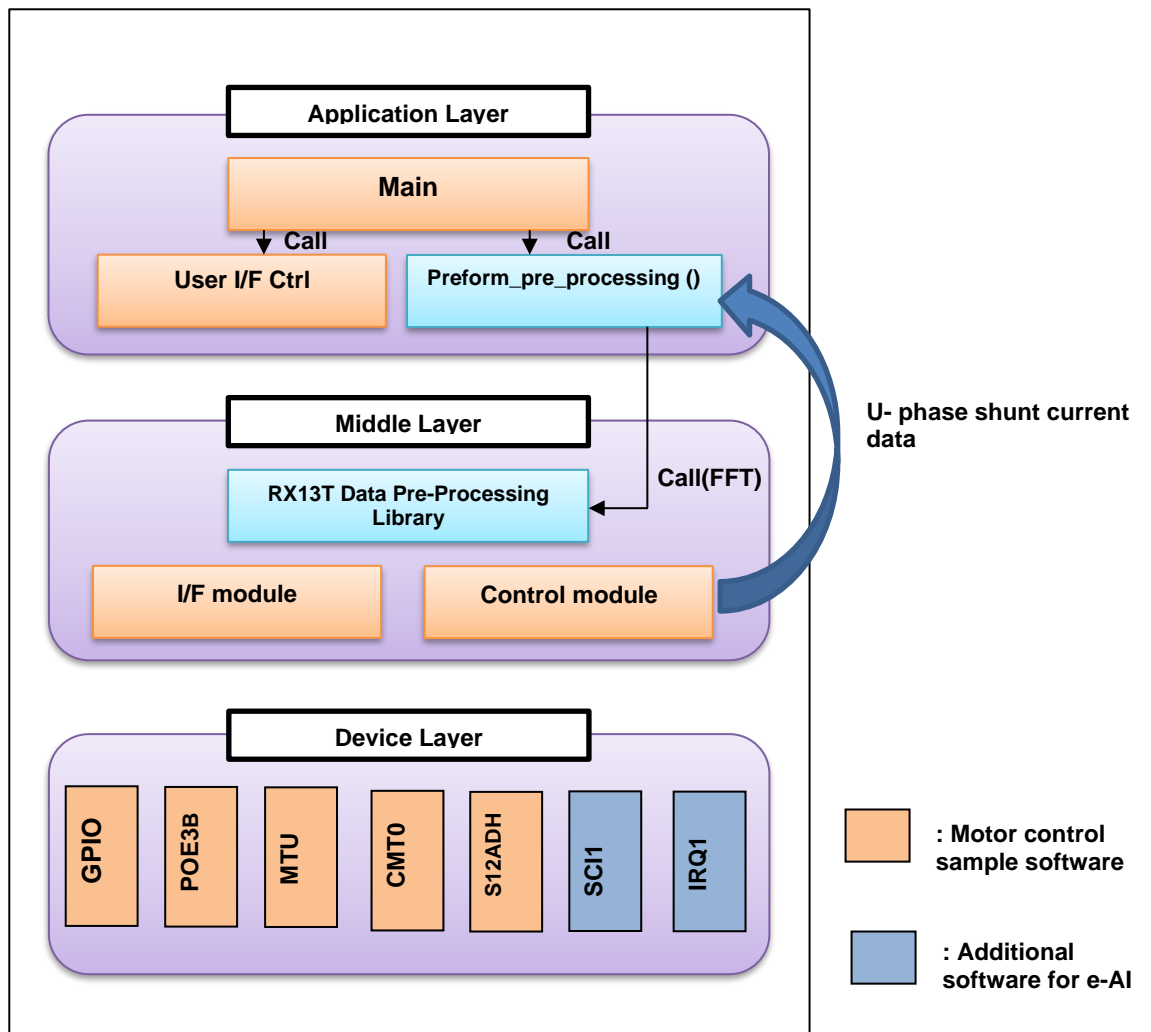 Application Layer
Main
Call
Call
User I/F Ctrl
Preform_pre_processing ()
U- phase shunt current
data
Middle Layer
Call(FFT)
RX13T Data Pre-Processing
Library
I/F module
Control module
Device Layer
GPIO
POE3B
MTU
CMT0
S12ADH
SCI1
IRQ1
: Motor control
sample software
: Additional
software for e-AI